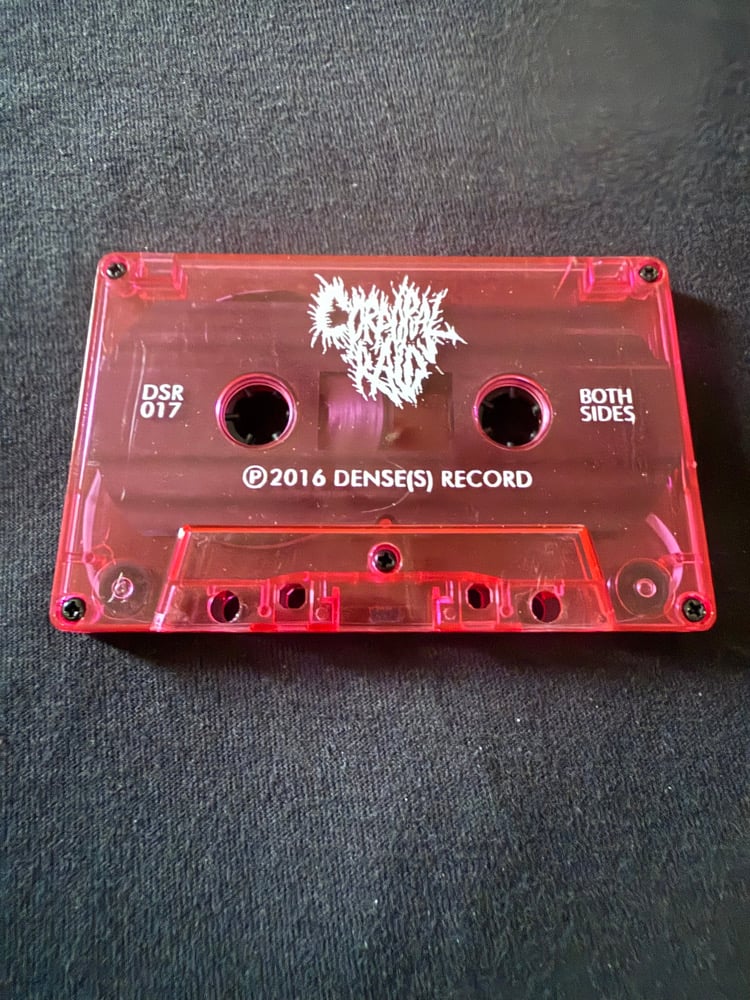 CORPORAL
RAID
DSR
017
BOTH
SIDES
℗2016 DENSE(S) RECORD